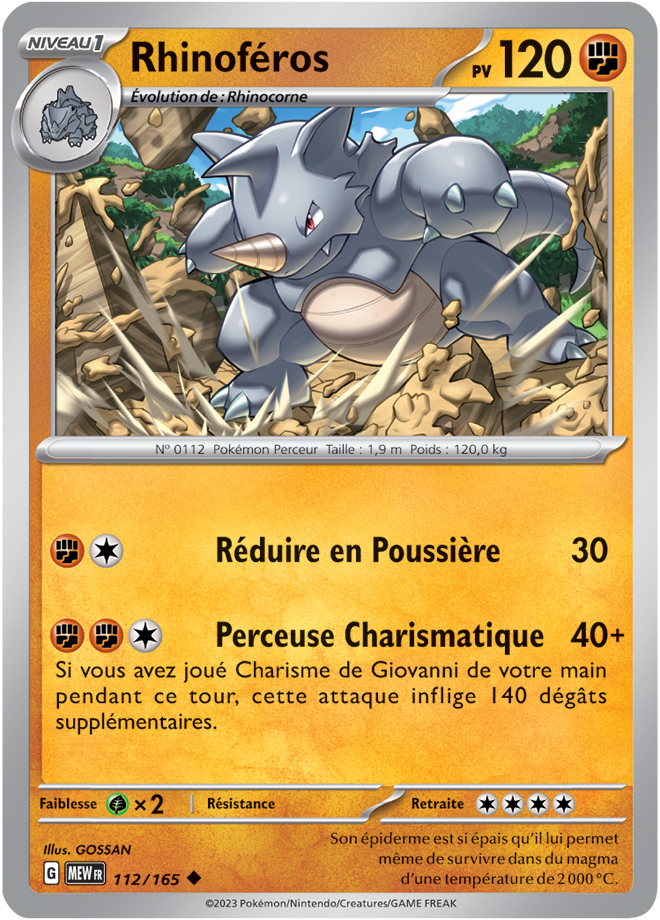 NIVEAU 1
Rhinoféros
PV 120
Évolution de : Rhinocorne
N° 0112 Pokémon Perceur Taille : 1,9 m Poids : 120,0 kg
Réduire en Poussière 30
Perceuse Charismatique 40+
Si vous avez joué Charisme de Giovanni de votre main
pendant ce tour, cette attaque inflige 140 dégâts
supplémentaires.
Faiblesse ×2 Résistance Retraite
Illus. GOSSAN
G MEW FR 112/165
Son épiderme est si épais qu'il lui permet
même de survivre dans du magma
d'une température de 2 000 °C.
©2023 Pokémon/Nintendo/Creatures/GAME FREAK